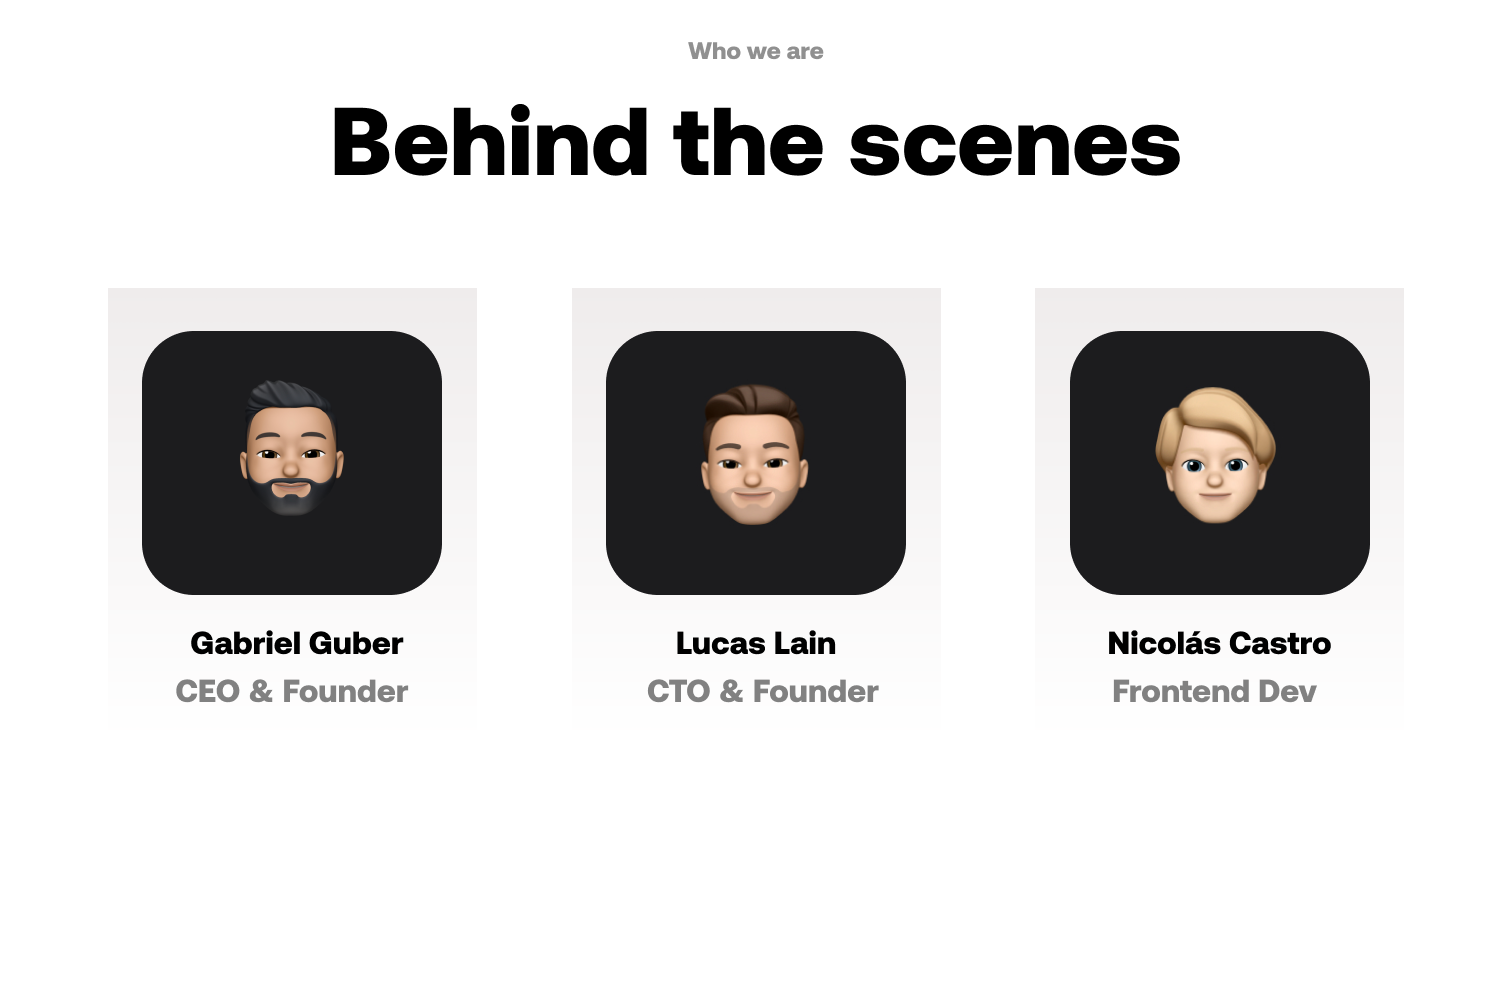 Who we are
Behind the scenes
Gabriel Guber
CEO & Founder
Lucas Lain
CTO & Founder
Nicolás Castro
Frontend Dev